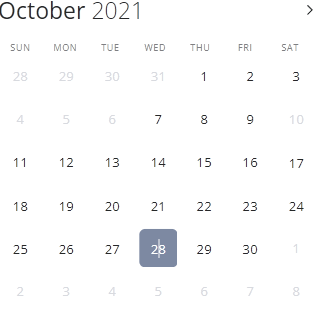 October 2021
SUN MON TUE WED THU FRI SAT
28 29 30 31 1 2 3
4 5 6 7 8 9 10
11 12 13 14 15 16 17
18 19 20 21 22 23 24
25 26 27 28 29 30 1
2 3 4 5 6 7 8